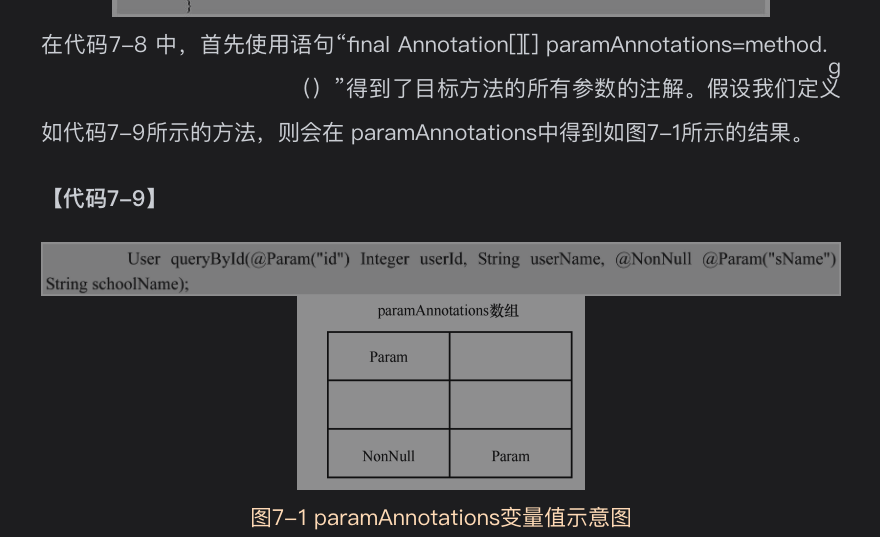 }
在代码7-8 中，首先使用语句“final Annotation[][] paramAnnotations=method.
g
（）”得到了目标方法的所有参数的注解。假设我们定义
如代码7-9所示的方法，则会在 paramAnnotations中得到如图7-1所示的结果。
【代码7-9】
User queryById(@Param("id") Integer userId, String userName, @NonNull @Param("sName")
String schoolName);
paramAnnotations数组
Param
NonNull Param
图7-1 paramAnnotations变量值示意图